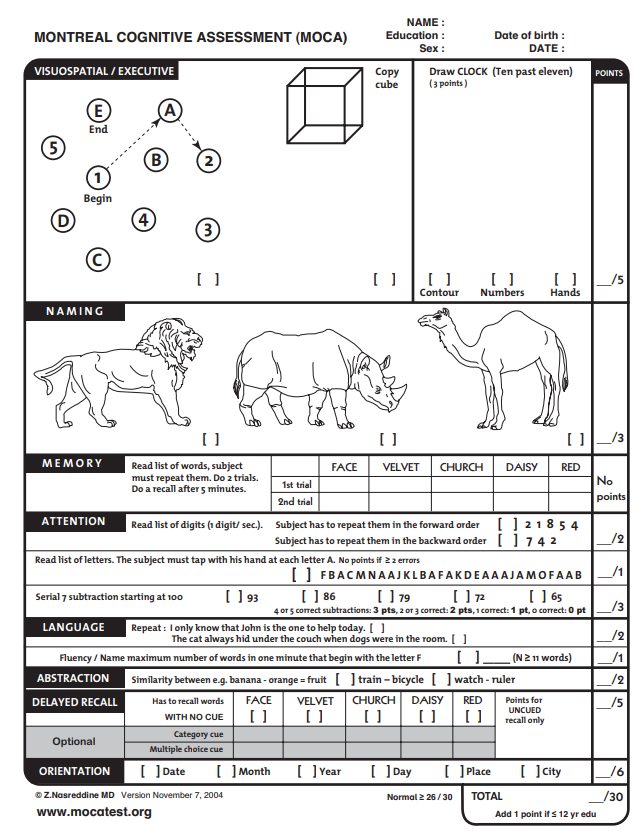 MONTREAL COGNITIVE ASSESSMENT (MOCA)
NAME :
Education :
Sex :
Date of birth :
DATE :
VISUOSPATIAL / EXECUTIVE
E
End
A
5
B
2
1
Begin
D
4
3
C
[ ]
Copy
cube
[ ]
Draw CLOCK (Ten past eleven)
( 3 points )
[ ] [ ] [ ]
Contour Numbers Hands
POINTS
__/5
NAMING
[ ] [ ] [ ]
__/3
MEMORY
Read list of words, subject
must repeat them. Do 2 trials.
Do a recall after 5 minutes.
FACE VELVET CHURCH DAISY RED
1st trial
2nd trial
No
points
ATTENTION
Read list of digits (1 digit/ sec.).
Subject has to repeat them in the forward order [ ] 2 1 8 5 4
Subject has to repeat them in the backward order [ ] 7 4 2
__/2
Read list of letters. The subject must tap with his hand at each letter A. No points if ≥ 2 errors
[ ] F B A C M N A A J K L B A F A K D E A A A J A M O F A A B
__/1
Serial 7 subtraction starting at 100 [ ] 93 [ ] 86 [ ] 79 [ ] 72 [ ] 65
4 or 5 correct subtractions: 3 pts, 2 or 3 correct: 2 pts, 1 correct: 1 pt, 0 correct: 0 pt
__/3
LANGUAGE
Repeat : I only know that John is the one to help today. [ ]
The cat always hid under the couch when dogs were in the room. [ ]
__/2
Fluency / Name maximum number of words in one minute that begin with the letter F [ ] ____ (N ≥ 11 words)
__/1
ABSTRACTION
Similarity between e.g. banana - orange = fruit [ ] train – bicycle [ ] watch - ruler
__/2
DELAYED RECALL
Has to recall words
WITH NO CUE
FACE VELVET CHURCH DAISY RED
[ ] [ ] [ ] [ ] [ ]
Points for
UNCUED
recall only
__/5
Optional
Category cue
Multiple choice cue
ORIENTATION
[ ] Date [ ] Month [ ] Year [ ] Day [ ] Place [ ] City
__/6
© Z.Nasreddine MD Version November 7, 2004
www.mocatest.org
Normal ≥ 26 / 30
TOTAL __/30
Add 1 point if ≤ 12 yr edu